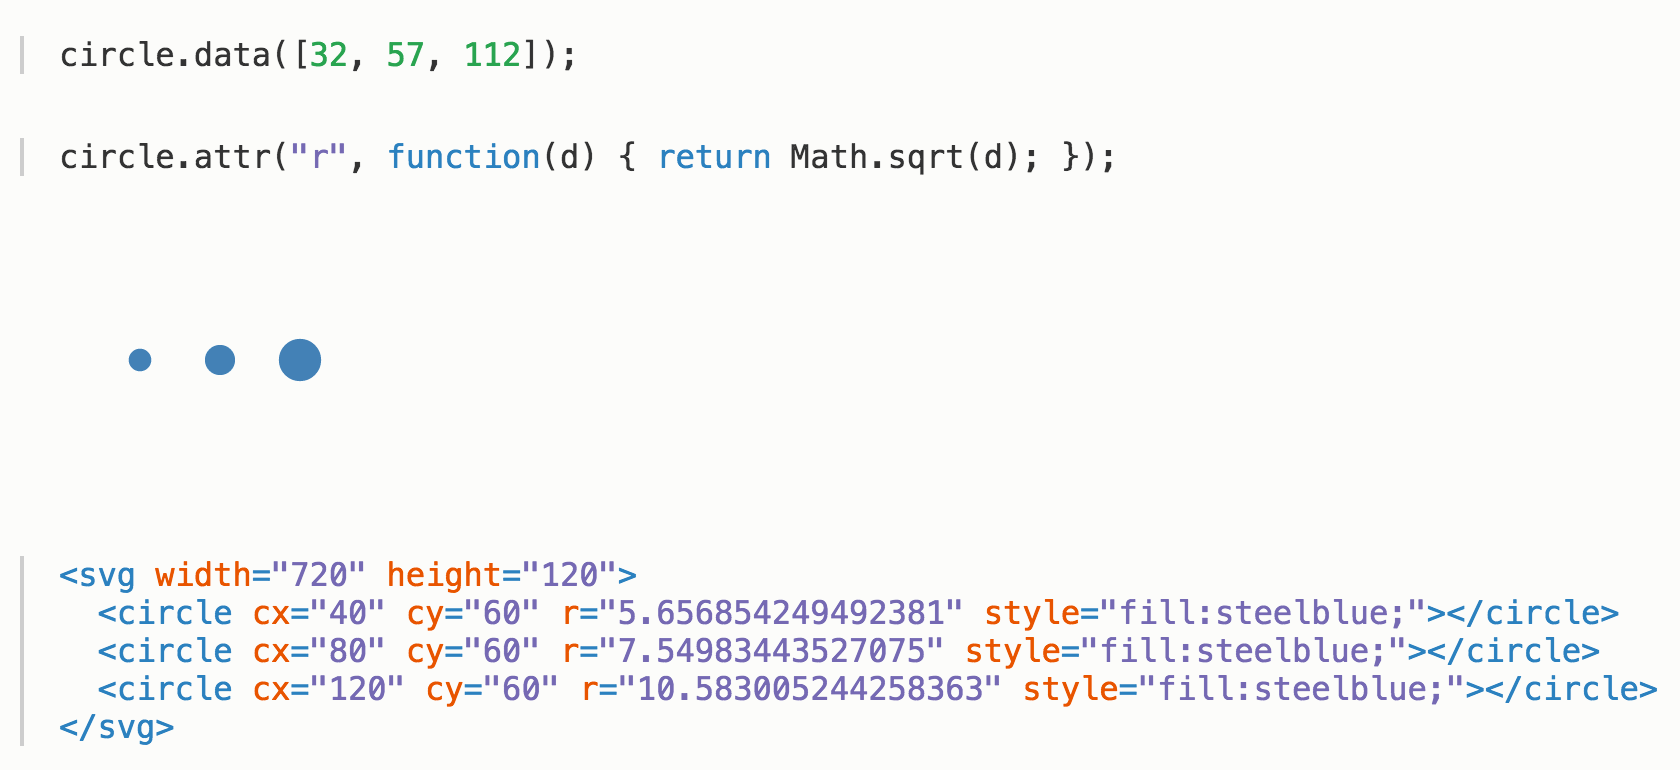 circle.data([32, 57, 112]);
circle.attr("r", function(d) { return Math.sqrt(d); });
<svg width="720" height="120">
  <circle cx="40" cy="60" r="5.656854249492381" style="fill:steelblue;"></circle>
  <circle cx="80" cy="60" r="7.54983443527075" style="fill:steelblue;"></circle>
  <circle cx="120" cy="60" r="10.583005244258363" style="fill:steelblue;"></circle>
</svg>